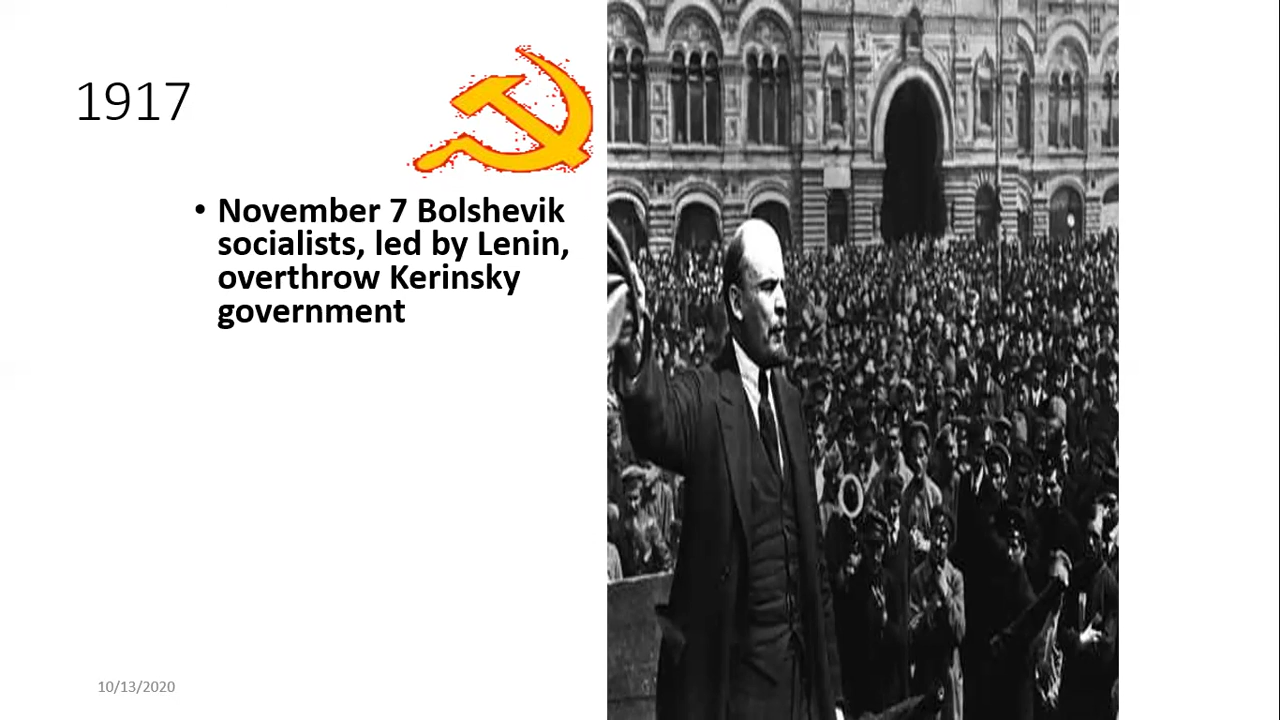 1917
• November 7 Bolshevik
socialists, led by Lenin,
overthrow Kerinsky
government
10/13/2020